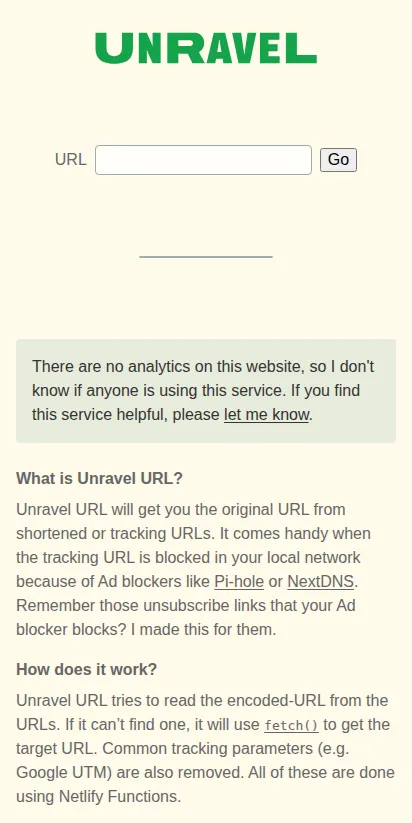 UNRAVEL
URL Go
There are no analytics on this website, so I don't
know if anyone is using this service. If you find
this service helpful, please let me know.
What is Unravel URL?
Unravel URL will get you the original URL from
shortened or tracking URLs. It comes handy when
the tracking URL is blocked in your local network
because of Ad blockers like Pi-hole or NextDNS.
Remember those unsubscribe links that your Ad
blocker blocks? I made this for them.
How does it work?
Unravel URL tries to read the encoded-URL from the
URLs. If it can’t find one, it will use fetch() to get the
target URL. Common tracking parameters (e.g.
Google UTM) are also removed. All of these are done
using Netlify Functions.